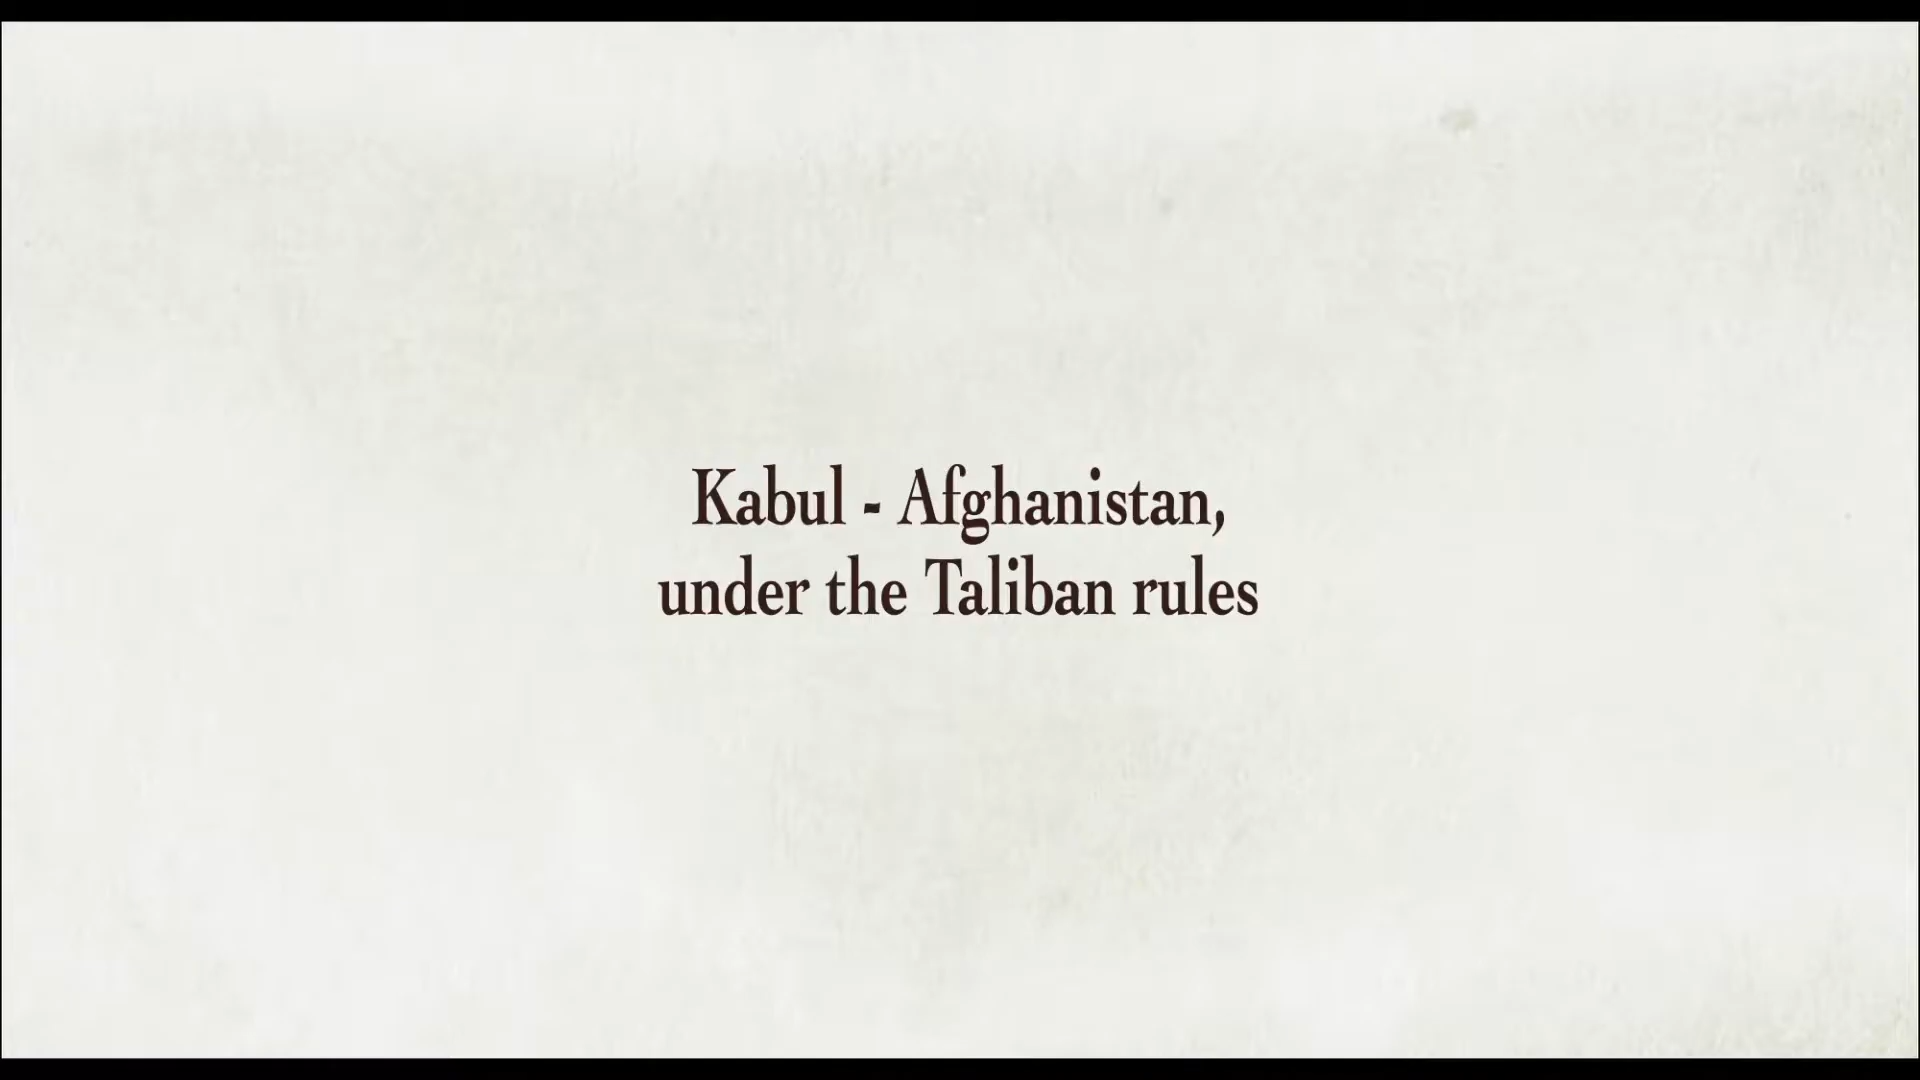 Kabul - Afghanistan,
under the Taliban rules